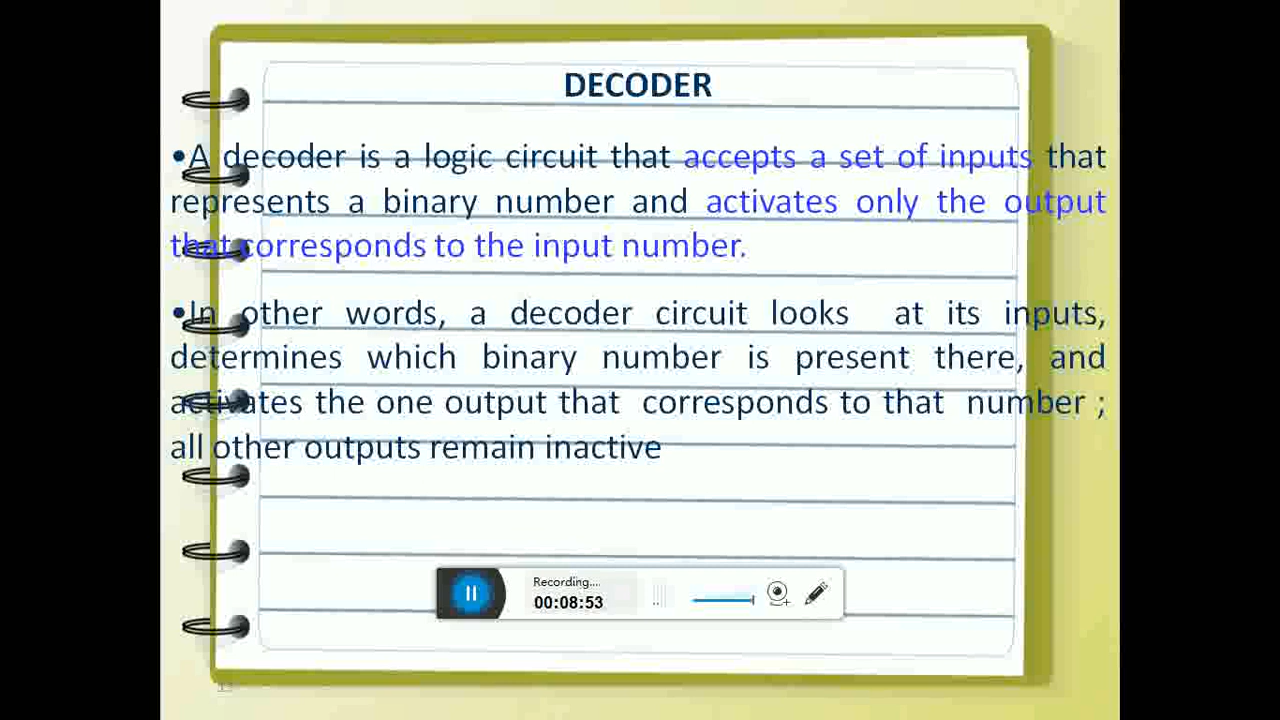 DECODER
•A decoder is a logic circuit that accepts a set of inputs that
represents a binary number and activates only the output
that corresponds to the input number.
•In other words, a decoder circuit looks at its inputs,
determines which binary number is present there, and
activates the one output that corresponds to that number ;
all other outputs remain inactive
Recording....
00:08:53
13